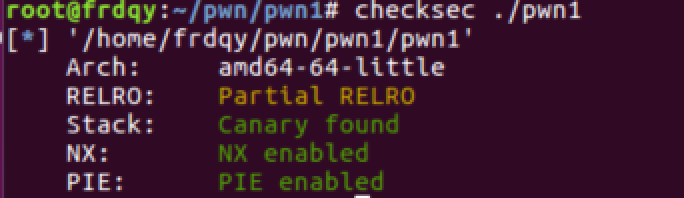 root@frdqy:~/pwn/pwn1# checksec ./pwn1
[*] '/home/frdqy/pwn/pwn1/pwn1'
Arch: amd64-64-little
RELRO: Partial RELRO
Stack: Canary found
NX: NX enabled
PIE: PIE enabled